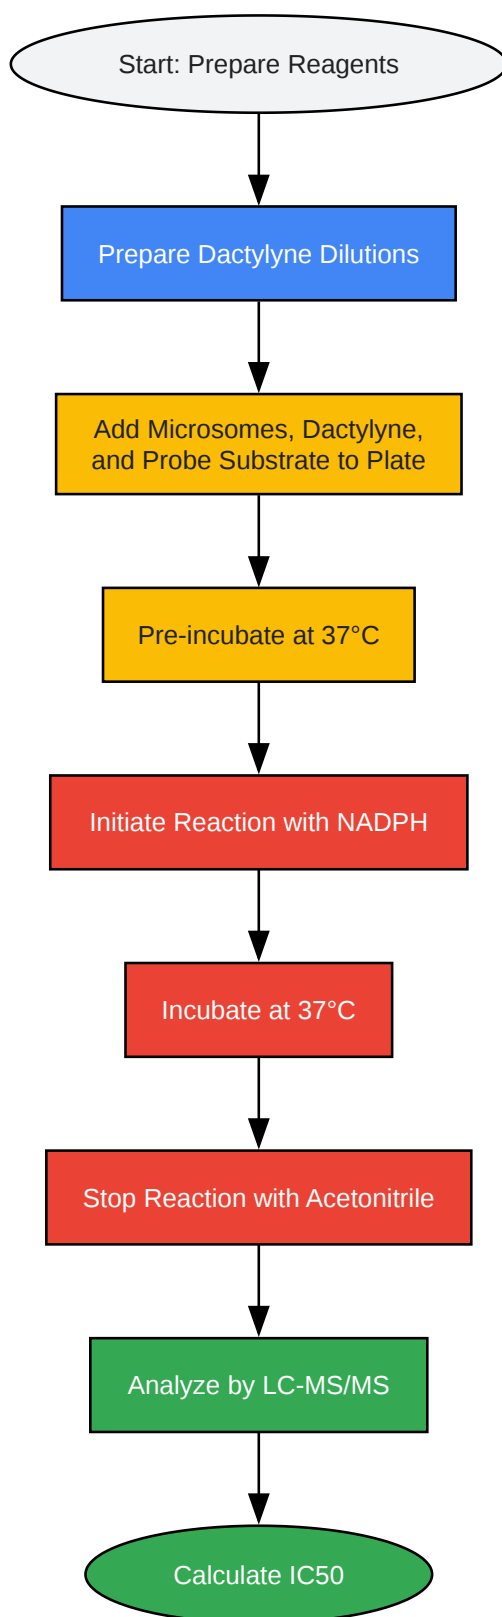 Start: Prepare Reagents
Prepare Dactylyne Dilutions
Add Microsomes, Dactylyne,
and Probe Substrate to Plate
Pre-incubate at 37°C
Initiate Reaction with NADPH
Incubate at 37°C
Stop Reaction with Acetonitrile
Analyze by LC-MS/MS
Calculate IC50